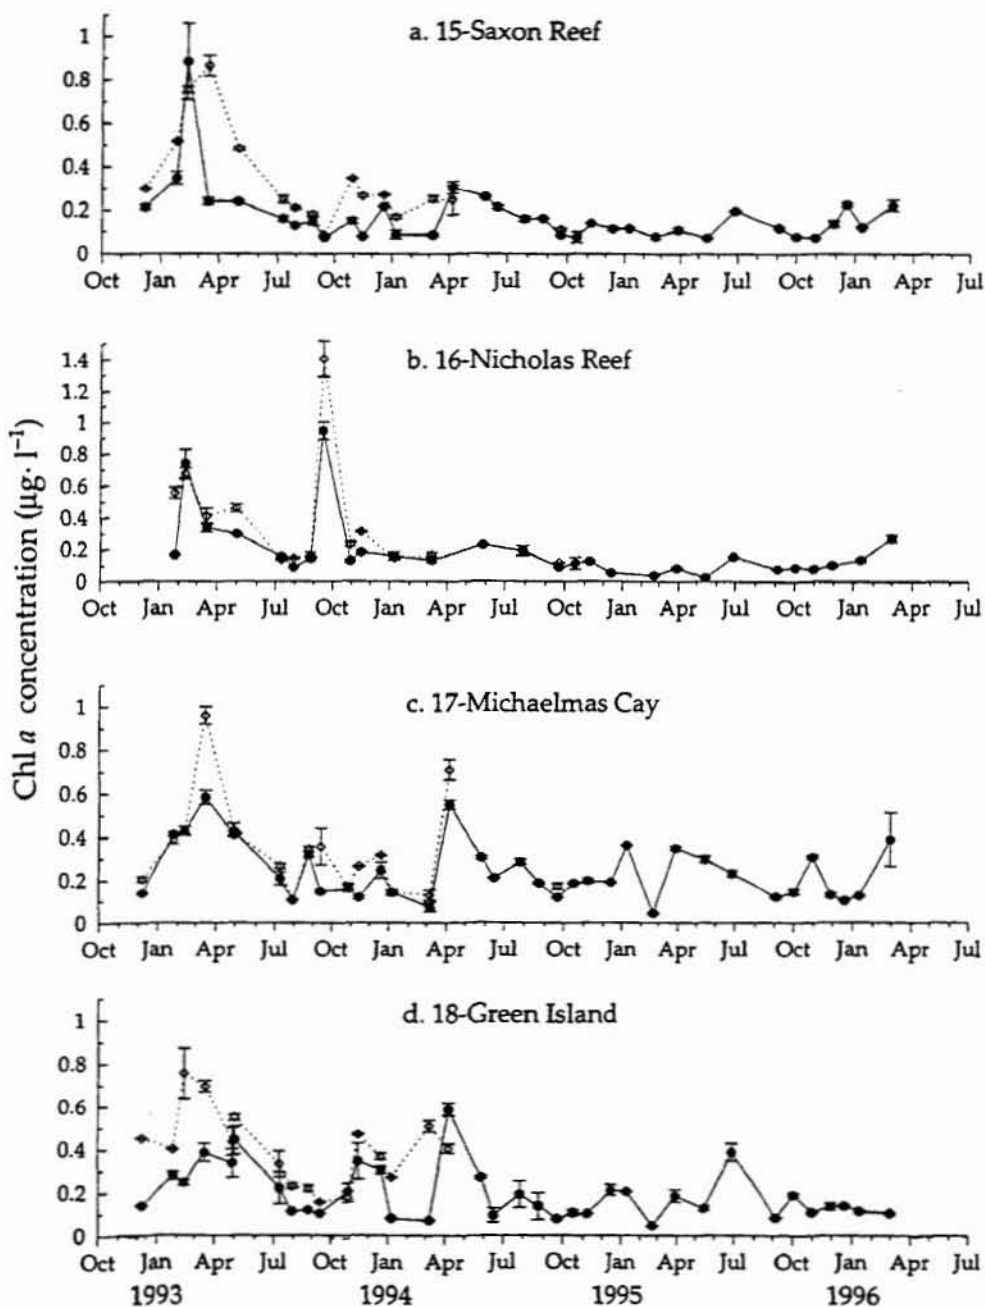 Chl a concentration (µg· l⁻¹)
a. 15-Saxon Reef
1
0.8
0.6
0.4
0.2
0
Oct Jan Apr Jul Oct Jan Apr Jul Oct Jan Apr Jul Oct Jan Apr Jul
b. 16-Nicholas Reef
1.4
1.2
1
0.8
0.6
0.4
0.2
0
Oct Jan Apr Jul Oct Jan Apr Jul Oct Jan Apr Jul Oct Jan Apr Jul
c. 17-Michaelmas Cay
1
0.8
0.6
0.4
0.2
0
Oct Jan Apr Jul Oct Jan Apr Jul Oct Jan Apr Jul Oct Jan Apr Jul
d. 18-Green Island
1
0.8
0.6
0.4
0.2
0
Oct Jan Apr Jul Oct Jan Apr Jul Oct Jan Apr Jul Oct Jan Apr Jul
1993 1994 1995 1996